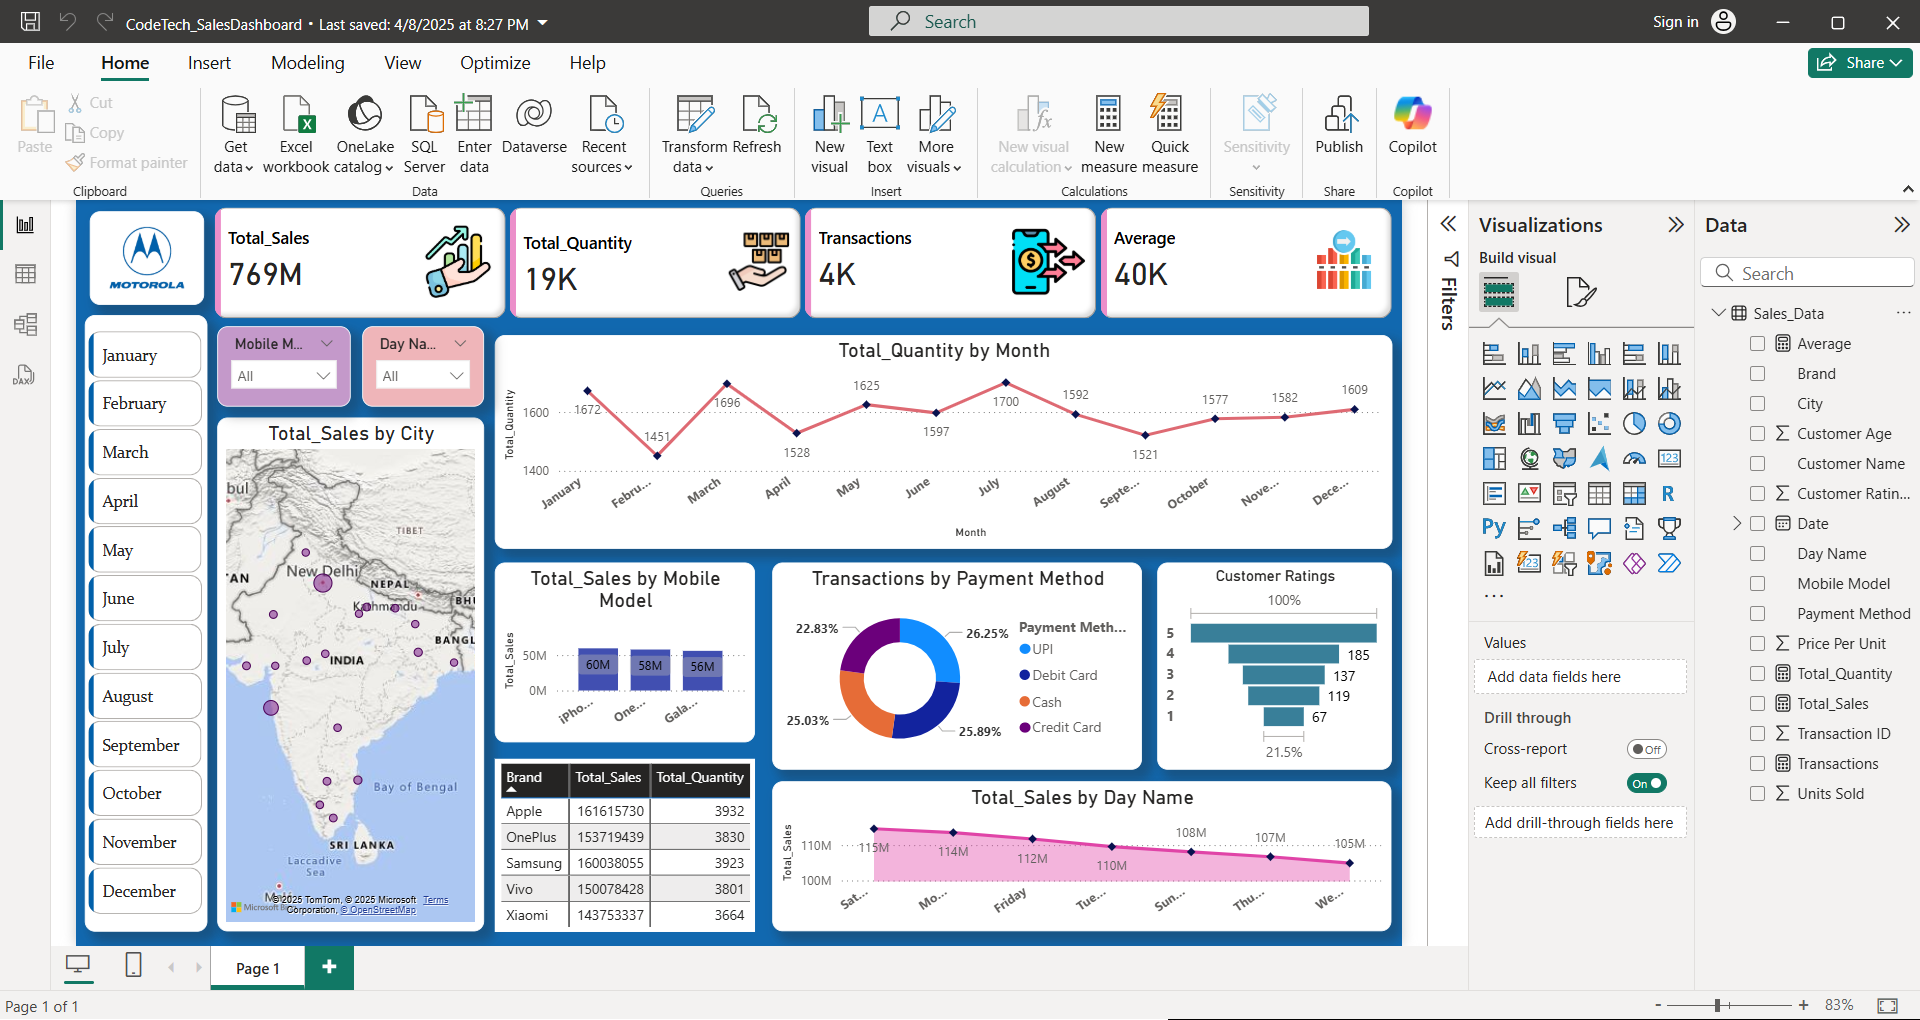 CodeTech_SalesDashboard • Last saved: 4/8/2025 at 8:27 PM
Search
Sign in
File Home Insert Modeling View Optimize Help
Share
Paste
Cut
Copy
Format painter
Clipboard
Get data
Excel workbook
OneLake catalog
SQL Server
Enter data
Dataverse
Recent sources
Data
Transform data
Refresh
Queries
New visual
Text box
More visuals
Insert
New visual calculation
New measure
Quick measure
Calculations
Sensitivity
Sensitivity
Publish
Share
Copilot
Copilot
MOTOROLA
Total_Sales
769M
Total_Quantity
19K
Transactions
4K
Average
40K
January
February
March
April
May
June
July
August
September
October
November
December
Mobile M...
All
Day Na...
All
Total_Sales by City
bul
TIBET
New Delhi
TAN
NEPAL
Kathmandu
BHU
BANGL
INDIA
Bay of Bengal
SRI LANKA
Laccadive
Sea
© 2025 TomTom, © 2025 Microsoft Corporation, © OpenStreetMap Terms
Total_Quantity by Month
Total_Quantity
1600
1400
1672
1451
1696
1528
1625
1597
1700
1592
1521
1577
1582
1609
January Febru... March April May June July August Septe... October Nove... Dece...
Month
Total_Sales by Mobile
Model
Total_Sales
50M
0M
60M 58M 56M
iPho... One... Gala...
Transactions by Payment Method
22.83%
26.25%
25.03%
25.89%
Payment Meth...
UPI
Debit Card
Cash
Credit Card
Customer Ratings
100%
5
4 185
3 137
2 119
1 67
21.5%
Brand Total_Sales Total_Quantity
Apple 161615730 3932
OnePlus 153719439 3830
Samsung 160038055 3923
Vivo 150078428 3801
Xiaomi 143753337 3664
Total_Sales by Day Name
Total_Sales
110M
100M
115M
114M
112M
110M
108M
107M
105M
Sat... Mo... Friday Tue... Sun... Thu... We...
Filters
Visualizations
Build visual
123
R
Py
123
...
Values
Add data fields here
Drill through
Cross-report Off
Keep all filters On
Add drill-through fields here
Data
Search
Sales_Data ...
Average
Brand
City
Customer Age
Customer Name
Customer Ratin...
Date
Day Name
Mobile Model
Payment Method
Price Per Unit
Total_Quantity
Total_Sales
Transaction ID
Transactions
Units Sold
Page 1
+
Page 1 of 1
- + 83%